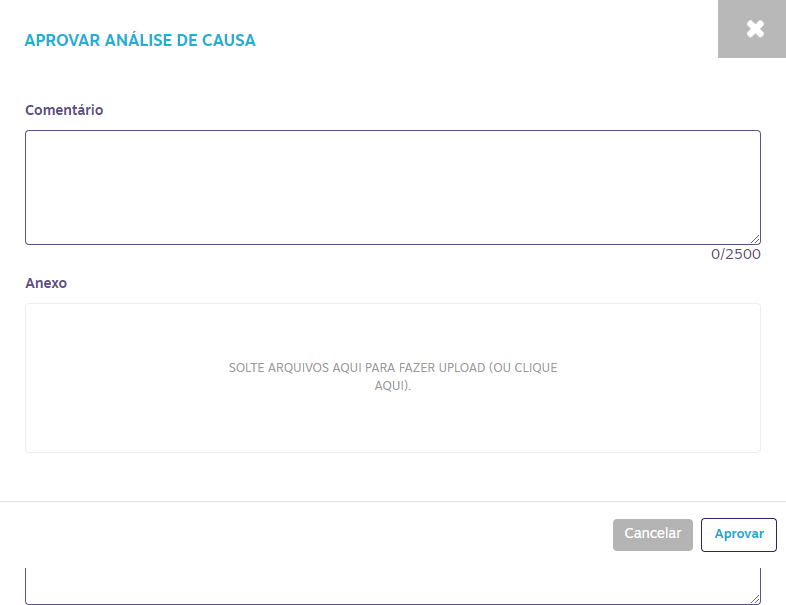 APROVAR ANÁLISE DE CAUSA
Comentário
0/2500
Anexo
SOLTE ARQUIVOS AQUI PARA FAZER UPLOAD (OU CLIQUE
AQUI).
Cancelar
Aprovar